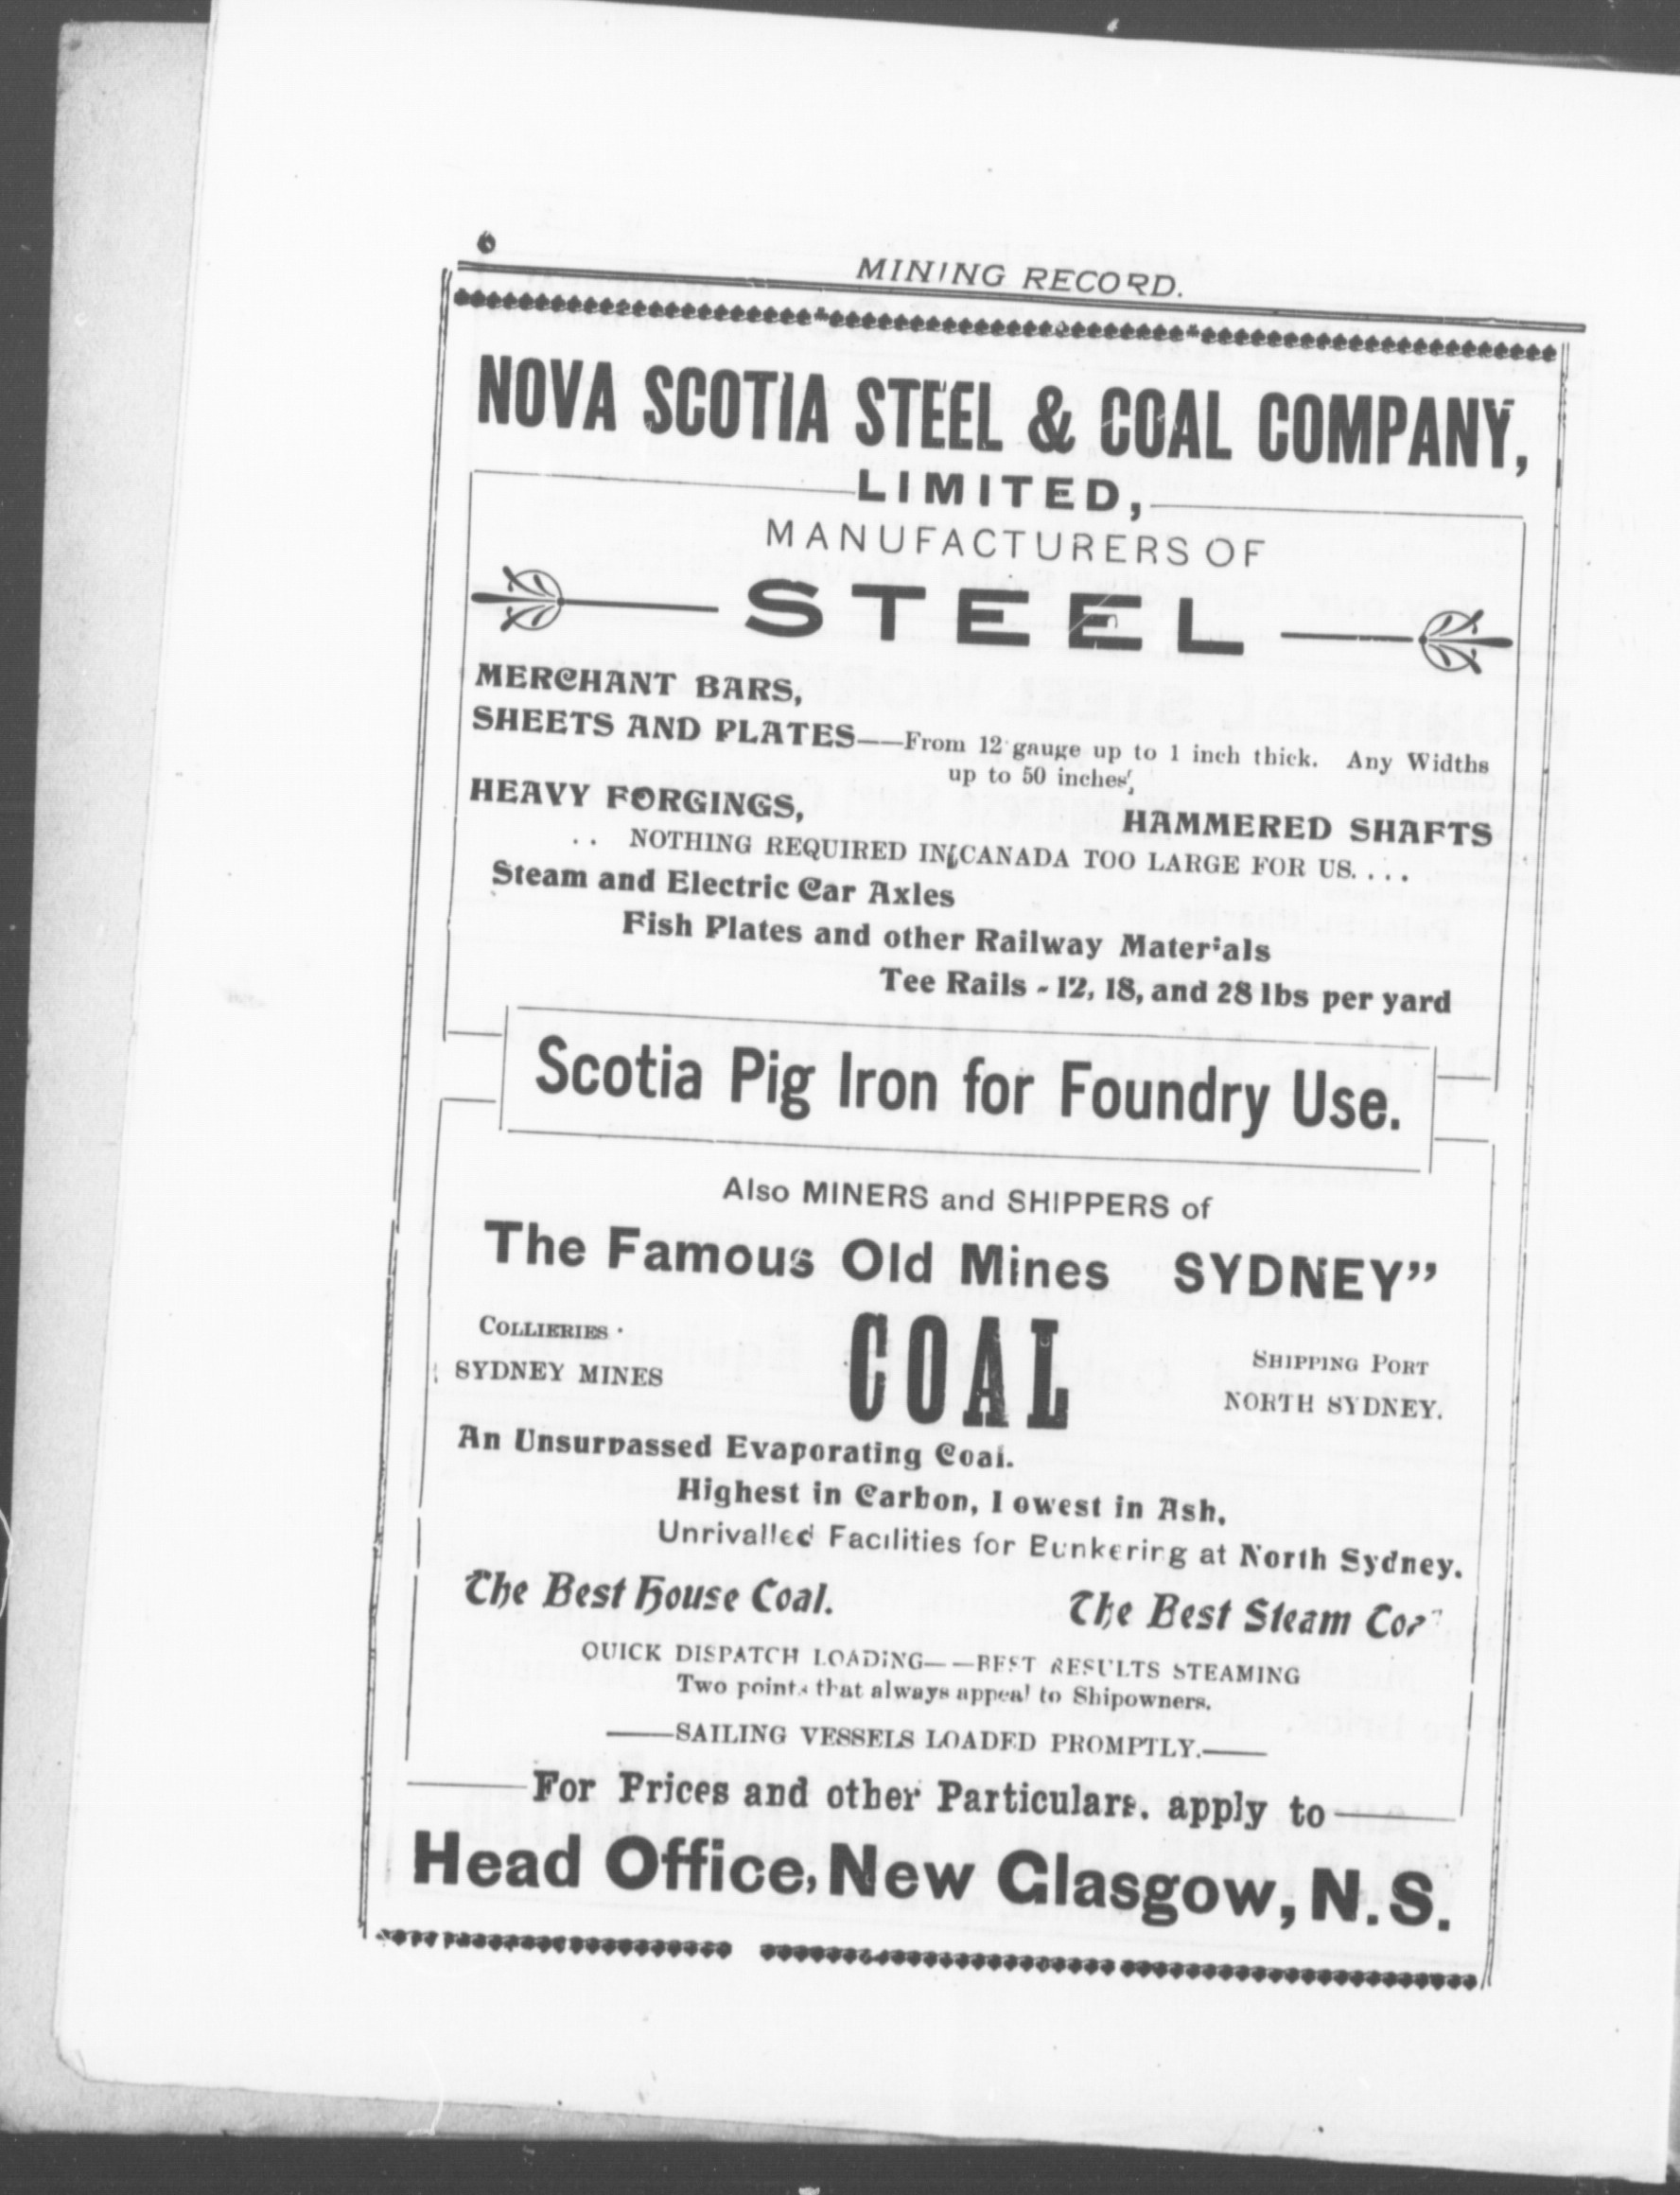 6
MINING RECORD.
NOVA SCOTIA STEEL & COAL COMPANY,
LIMITED,
MANUFACTURERS OF
STEEL
MERCHANT BARS,
SHEETS AND PLATES——From 12 gauge up to 1 inch thick. Any Widths
up to 50 inches,
HEAVY FORGINGS, HAMMERED SHAFTS
.. NOTHING REQUIRED IN CANADA TOO LARGE FOR US. ...
Steam and Electric Car Axles
Fish Plates and other Railway Materials
Tee Rails - 12, 18, and 28 lbs per yard
Scotia Pig Iron for Foundry Use.
Also MINERS and SHIPPERS of
The Famous Old Mines SYDNEY"
COLLIERIES
SYDNEY MINES
COAL
SHIPPING PORT
NORTH SYDNEY.
An Unsurpassed Evaporating Coal.
Highest in Carbon, Lowest in Ash,
Unrivalled Facilities for Bunkering at North Sydney.
The Best House Coal. The Best Steam Coa
QUICK DISPATCH LOADING——BEST RESULTS STEAMING
Two points that always appeal to Shipowners.
——SAILING VESSELS LOADED PROMPTLY.——
For Prices and other Particulars, apply to
Head Office, New Glasgow, N.S.